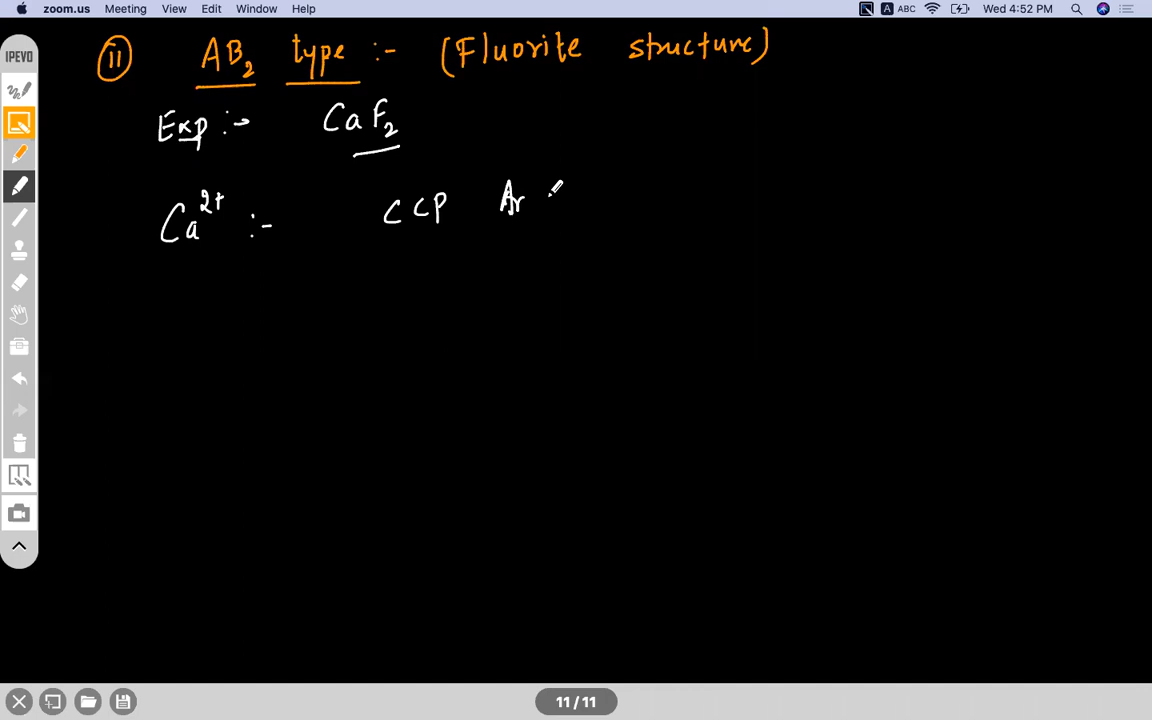 zoom.us Meeting View Edit Window Help A ABC Wed 4:52 PM
IPEVO
(ii) AB₂ type :- (Fluorite structure)
Exp :- CaF₂
Ca²⁺ :- CCP Ar
11 / 11